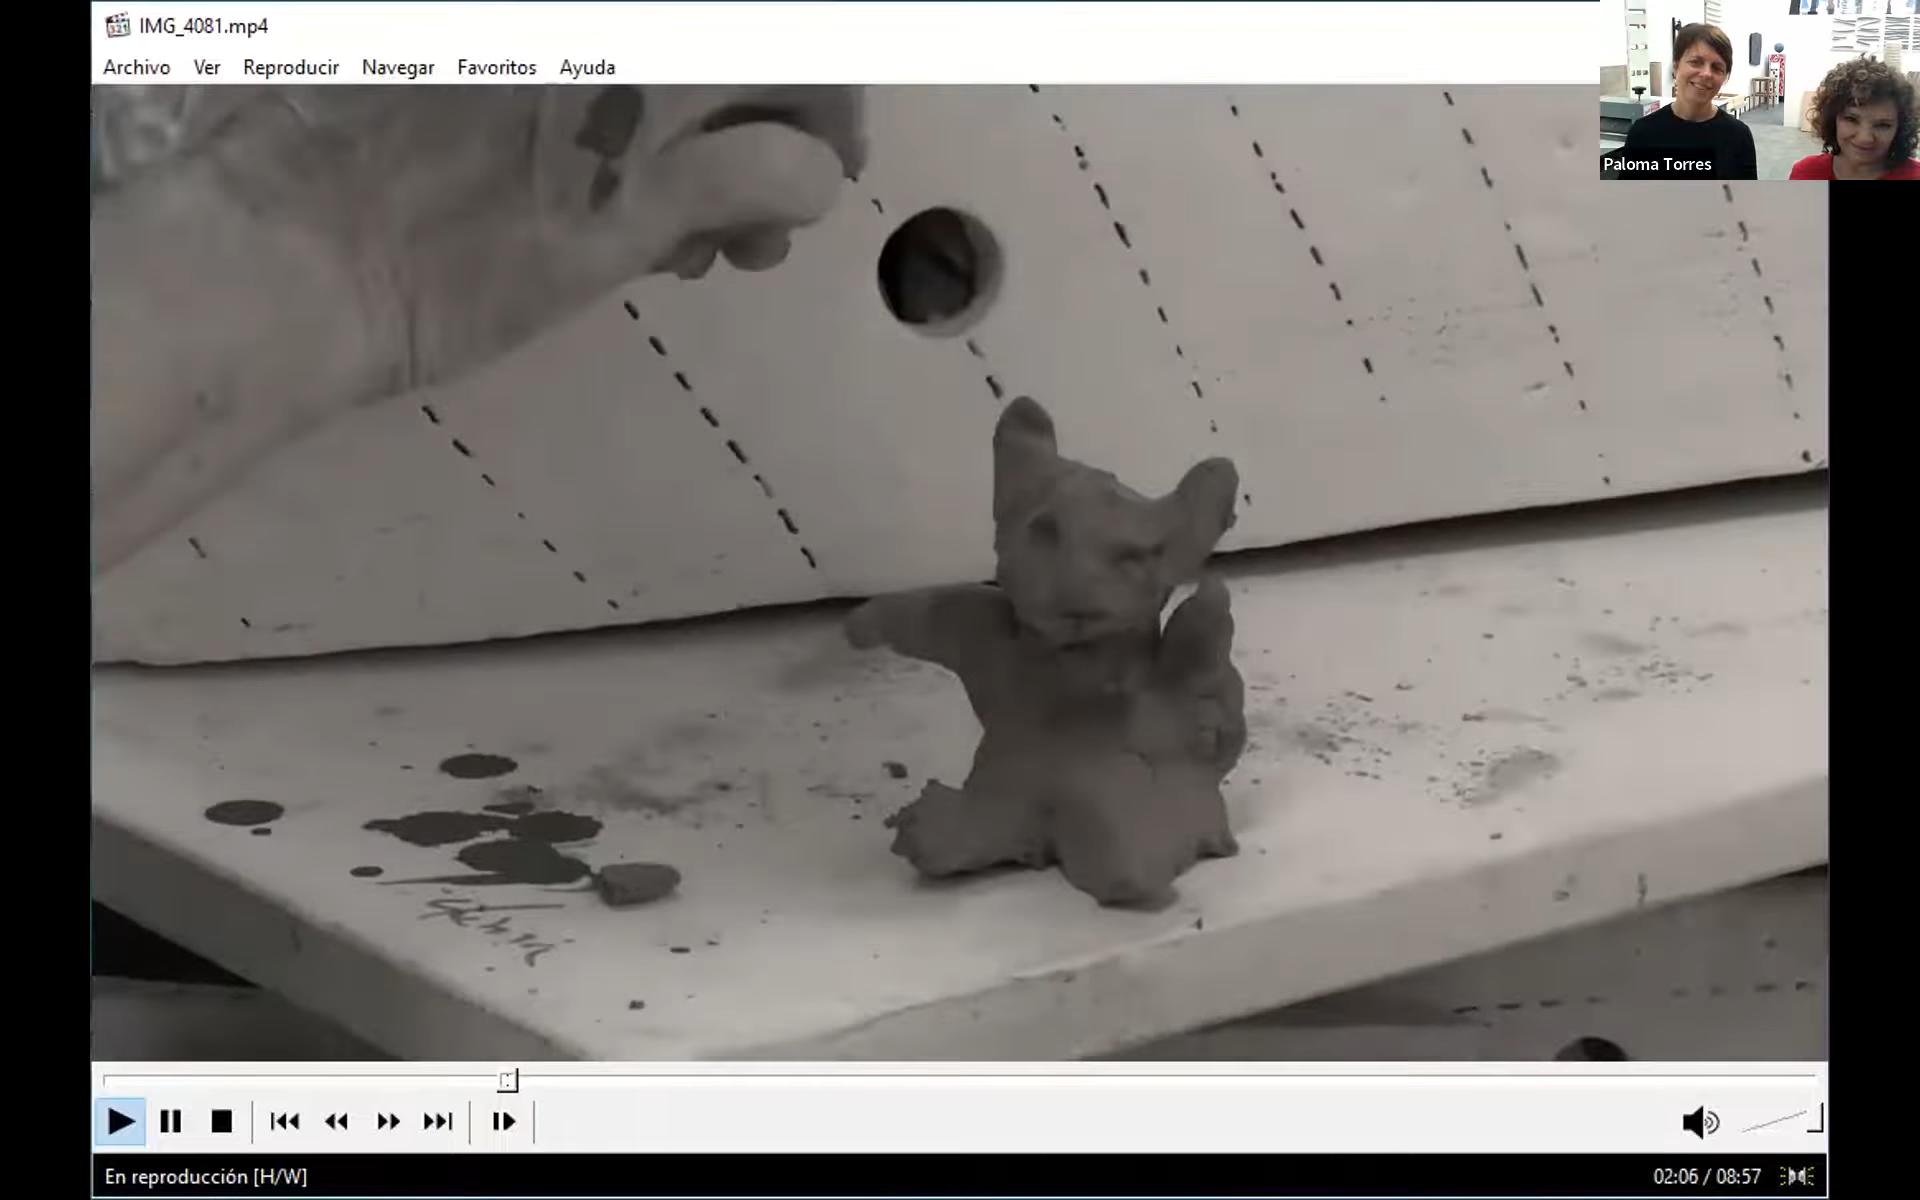 IMG_4081.mp4
Archivo Ver Reproducir Navegar Favoritos Ayuda
Paloma Torres
En reproducción [H/W]
02:06 / 08:57